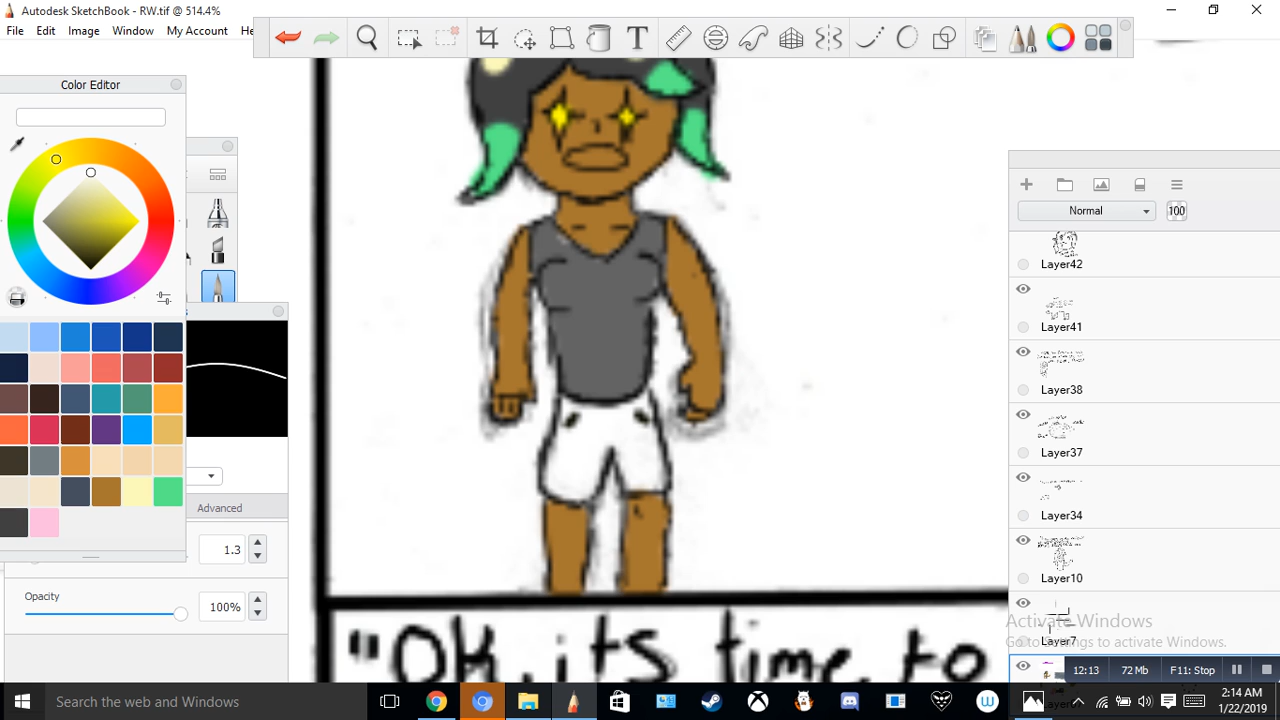 Autodesk SketchBook - RW.tif @ 514.4%
File Edit Image Window My Account He
Color Editor
Normal 100
Layer42
Layer41
Layer38
Layer37
Layer34
Layer10
Layer7
Advanced
1.3
Opacity 100%
"OK, its time to
Activate Windows
Go to Settings to activate Windows.
12:13 72 Mb F11: Stop
Search the web and Windows
2:14 AM
1/22/2019